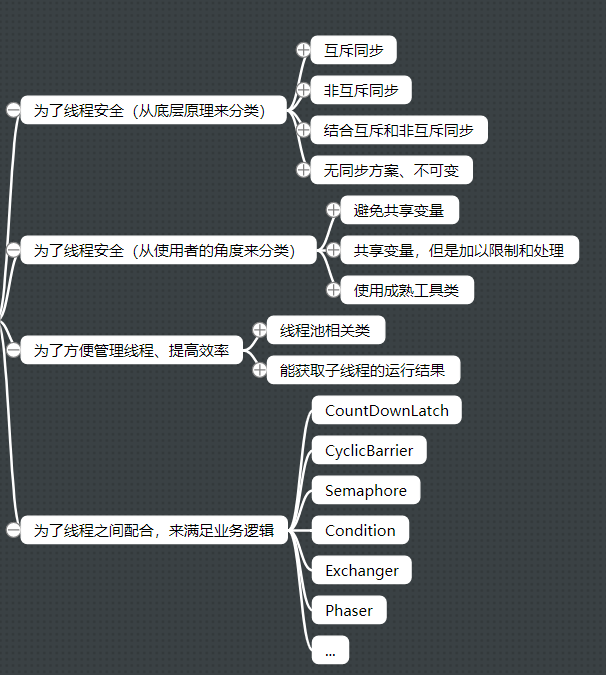 为了线程安全（从底层原理来分类）
互斥同步
非互斥同步
结合互斥和非互斥同步
无同步方案、不可变
为了线程安全（从使用者的角度来分类）
避免共享变量
共享变量，但是加以限制和处理
使用成熟工具类
为了方便管理线程、提高效率
线程池相关类
能获取子线程的运行结果
为了线程之间配合，来满足业务逻辑
CountDownLatch
CyclicBarrier
Semaphore
Condition
Exchanger
Phaser
...